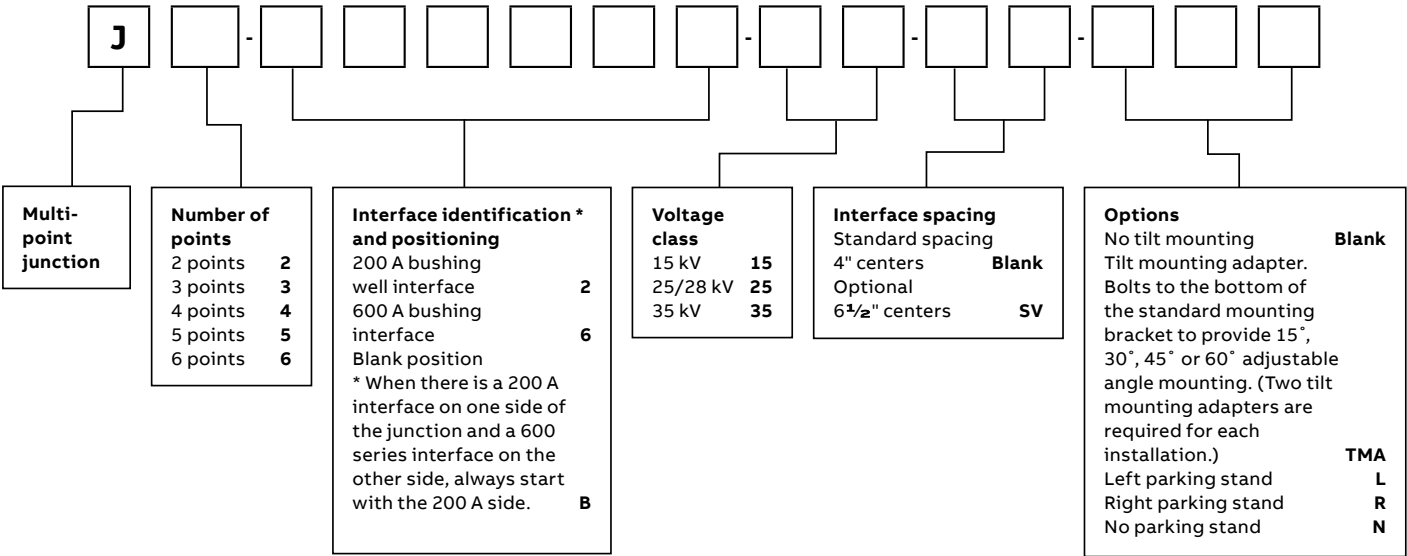 J - - - -
Multi-
point
junction
Number of
points
2 points 2
3 points 3
4 points 4
5 points 5
6 points 6
Interface identification *
and positioning
200 A bushing
well interface 2
600 A bushing
interface 6
Blank position
* When there is a 200 A
interface on one side of
the junction and a 600
series interface on the
other side, always start
with the 200 A side. B
Voltage
class
15 kV 15
25/28 kV 25
35 kV 35
Interface spacing
Standard spacing
4" centers Blank
Optional
6½" centers SV
Options
No tilt mounting Blank
Tilt mounting adapter.
Bolts to the bottom of
the standard mounting
bracket to provide 15˚,
30˚, 45˚ or 60˚ adjustable
angle mounting. (Two tilt
mounting adapters are
required for each
installation.) TMA
Left parking stand L
Right parking stand R
No parking stand N